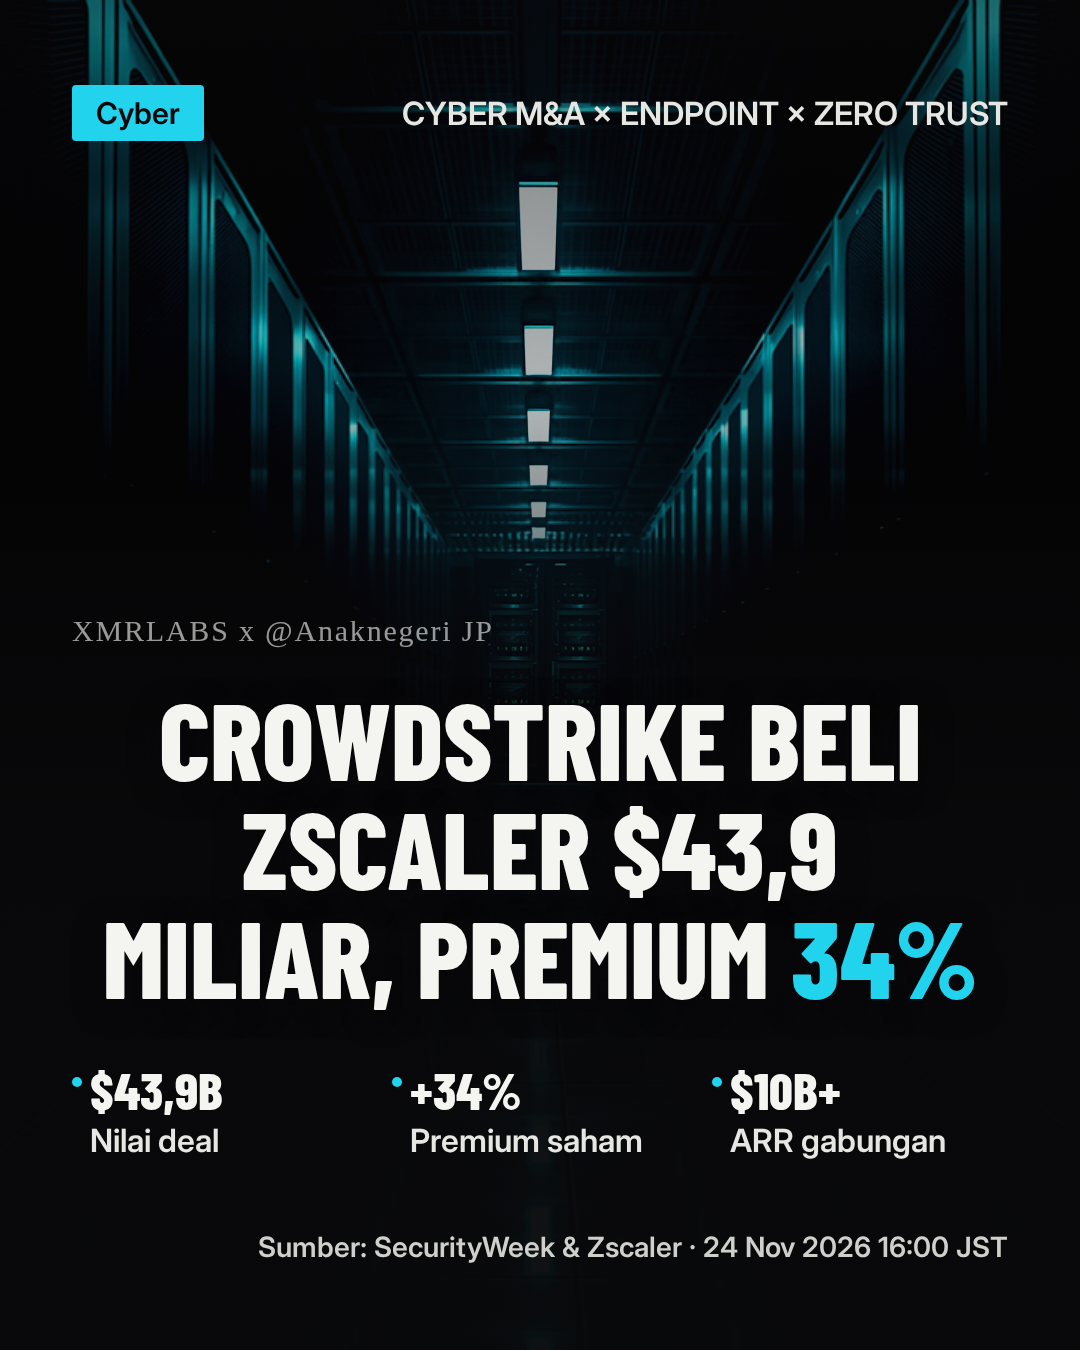 Cyber
CYBER M&A × ENDPOINT × ZERO TRUST
XMRLABS x @Anaknegeri JP
CROWDSTRIKE BELI
ZSCALER $43,9
MILIAR, PREMIUM 34%
$43,9B
Nilai deal
+34%
Premium saham
$10B+
ARR gabungan
Sumber: SecurityWeek & Zscaler · 24 Nov 2026 16:00 JST